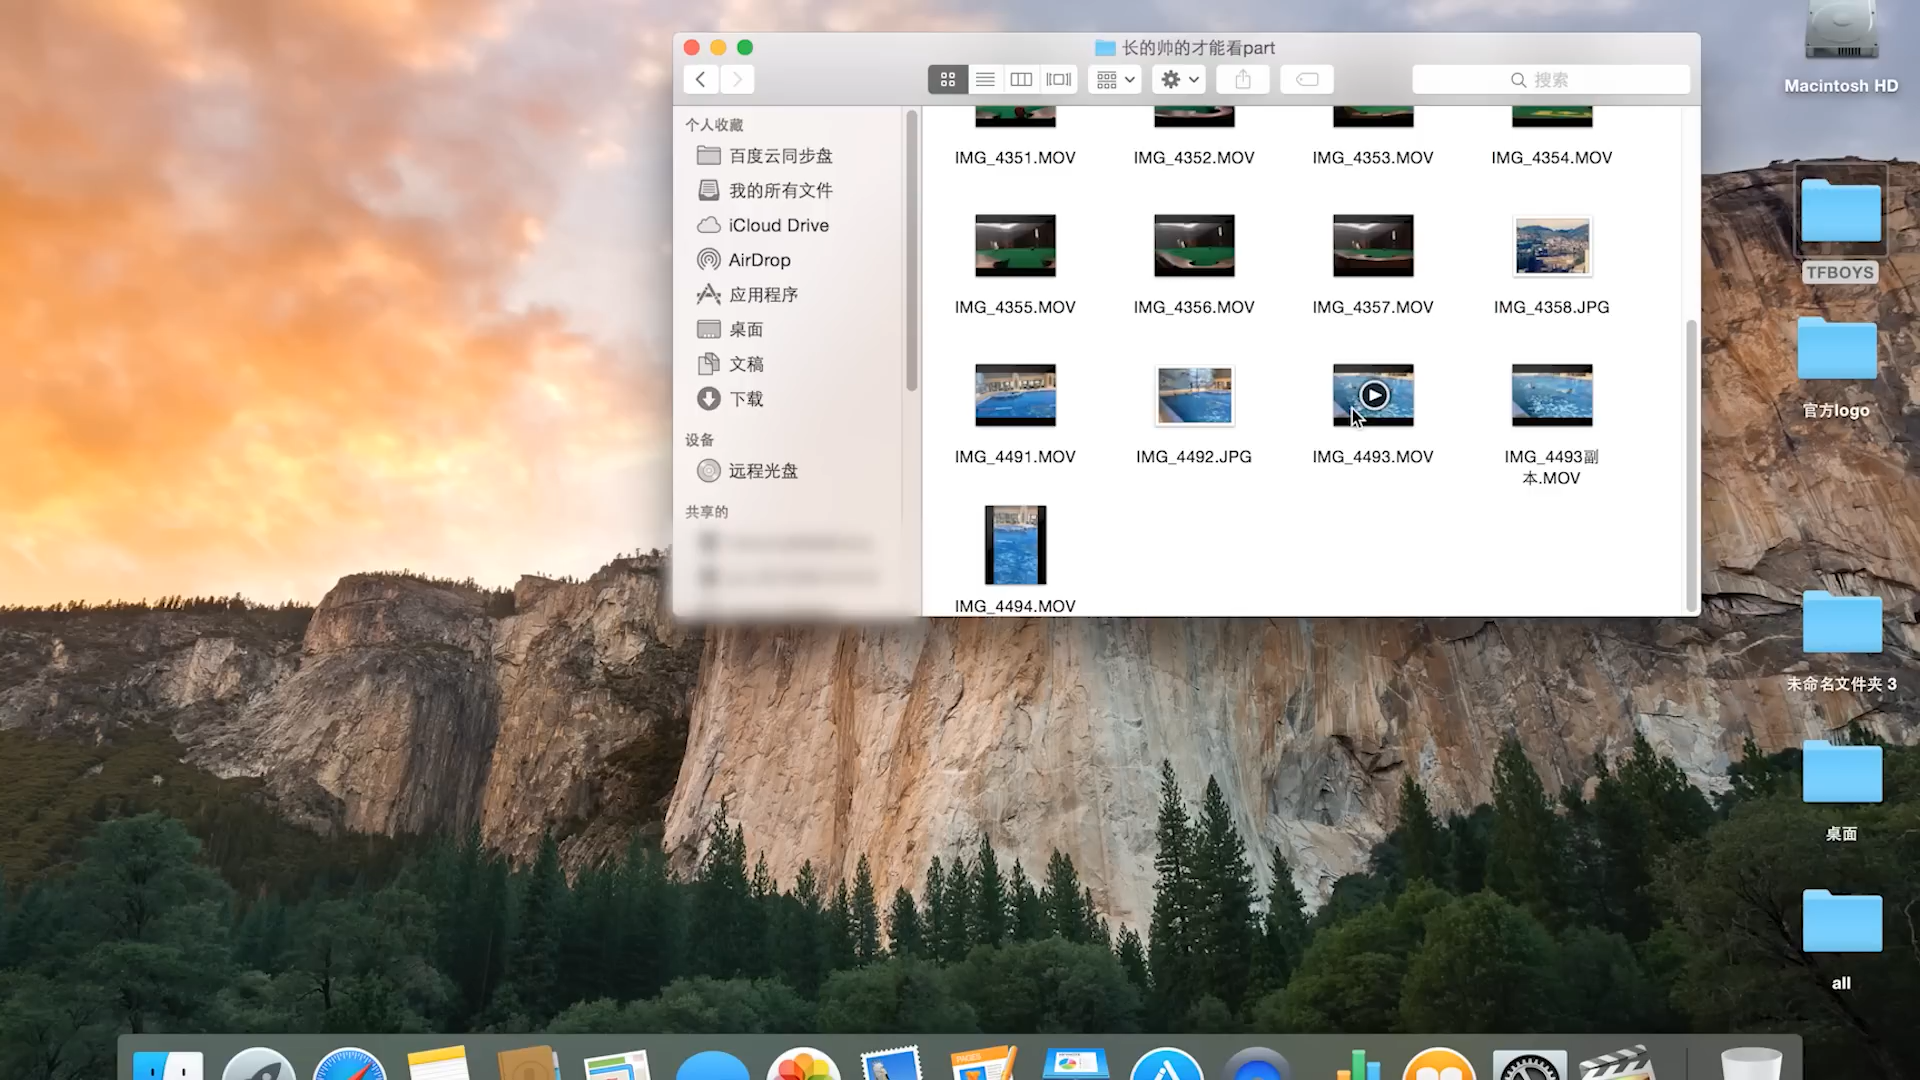 长的帅的才能看part
搜索
个人收藏
百度云同步盘
我的所有文件
iCloud Drive
AirDrop
应用程序
桌面
文稿
下载
设备
远程光盘
共享的
IMG_4351.MOV
IMG_4352.MOV
IMG_4353.MOV
IMG_4354.MOV
IMG_4355.MOV
IMG_4356.MOV
IMG_4357.MOV
IMG_4358.JPG
IMG_4491.MOV
IMG_4492.JPG
IMG_4493.MOV
IMG_4493副
本.MOV
IMG_4494.MOV
Macintosh HD
TFBOYS
官方logo
未命名文件夹 3
桌面
all
PAGES